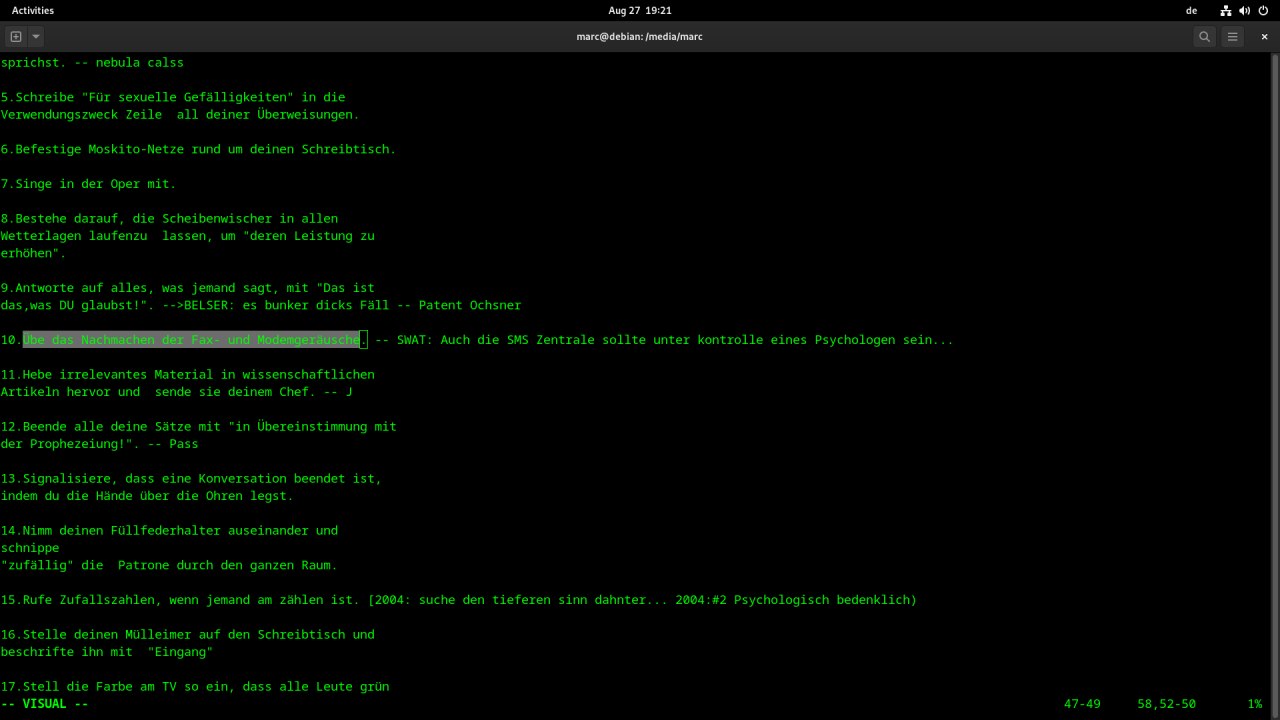 Activities
Aug 27 19:21
de
marc@debian: /media/marc
sprichst. -- nebula calss
5.Schreibe "Für sexuelle Gefälligkeiten" in die
Verwendungszweck Zeile  all deiner Überweisungen.
6.Befestige Moskito-Netze rund um deinen Schreibtisch.
7.Singe in der Oper mit.
8.Bestehe darauf, die Scheibenwischer in allen
Wetterlagen laufenzu  lassen, um "deren Leistung zu
erhöhen".
9.Antworte auf alles, was jemand sagt, mit "Das ist
das,was DU glaubst!". -->BELSER: es bunker dicks Fäll -- Patent Ochsner
10.Übe das Nachmachen der Fax- und Modemgeräusche. -- SWAT: Auch die SMS Zentrale sollte unter kontrolle eines Psychologen sein...
11.Hebe irrelevantes Material in wissenschaftlichen
Artikeln hervor und  sende sie deinem Chef. -- J
12.Beende alle deine Sätze mit "in Übereinstimmung mit
der Prophezeiung!". -- Pass
13.Signalisiere, dass eine Konversation beendet ist,
indem du die Hände über die Ohren legst.
14.Nimm deinen Füllfederhalter auseinander und
schnippe
"zufällig" die  Patrone durch den ganzen Raum.
15.Rufe Zufallszahlen, wenn jemand am zählen ist. [2004: suche den tieferen sinn dahnter... 2004:#2 Psychologisch bedenklich)
16.Stelle deinen Mülleimer auf den Schreibtisch und
beschrifte ihn mit  "Eingang"
17.Stell die Farbe am TV so ein, dass alle Leute grün
-- VISUAL -- 47-49 58,52-50 1%